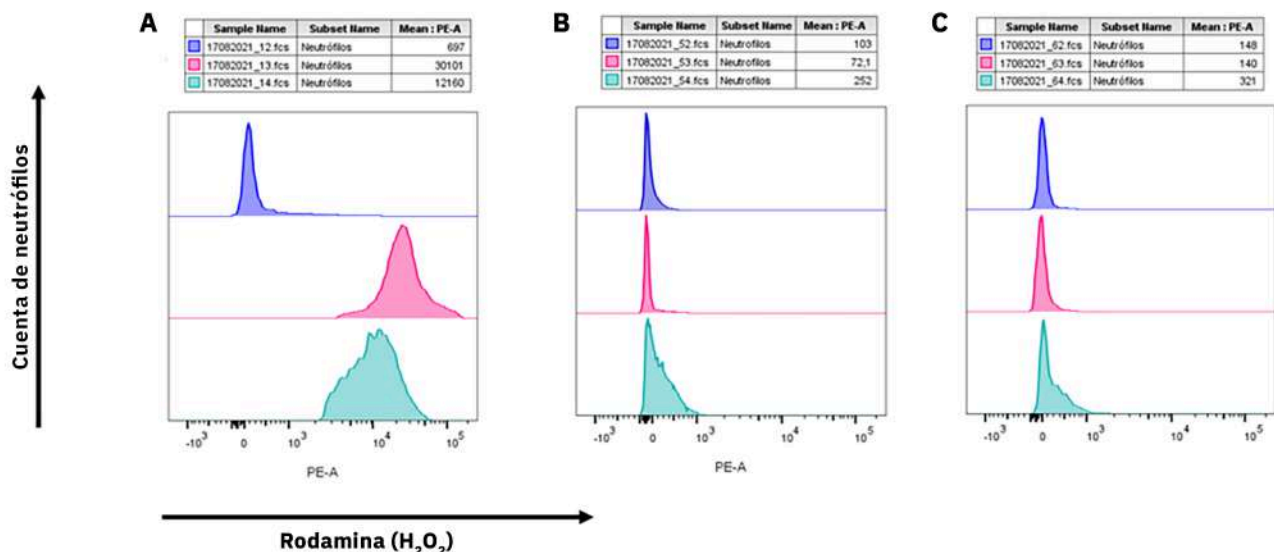 A
Sample Name Subset Name Mean : PE-A
17082021_12.fcs Neutrófilos 697
17082021_13.fcs Neutrófilos 30101
17082021_14.fcs Neutrófilos 12160
B
Sample Name Subset Name Mean : PE-A
17082021_52.fcs Neutrofilos 103
17082021_53.fcs Neutrofilos 72,1
17082021_54.fcs Neutrofilos 252
C
Sample Name Subset Name Mean : PE-A
17082021_62.fcs Neutrófilos 148
17082021_63.fcs Neutrófilos 140
17082021_64.fcs Neutrófilos 321
Cuenta de neutrófilos
-10³ 0 10³ 10⁴ 10⁵
PE-A
-10³ 0 10³ 10⁴ 10⁵
PE-A
-10³ 0 10³ 10⁴ 10⁵
Rodamina (H₂O₂)